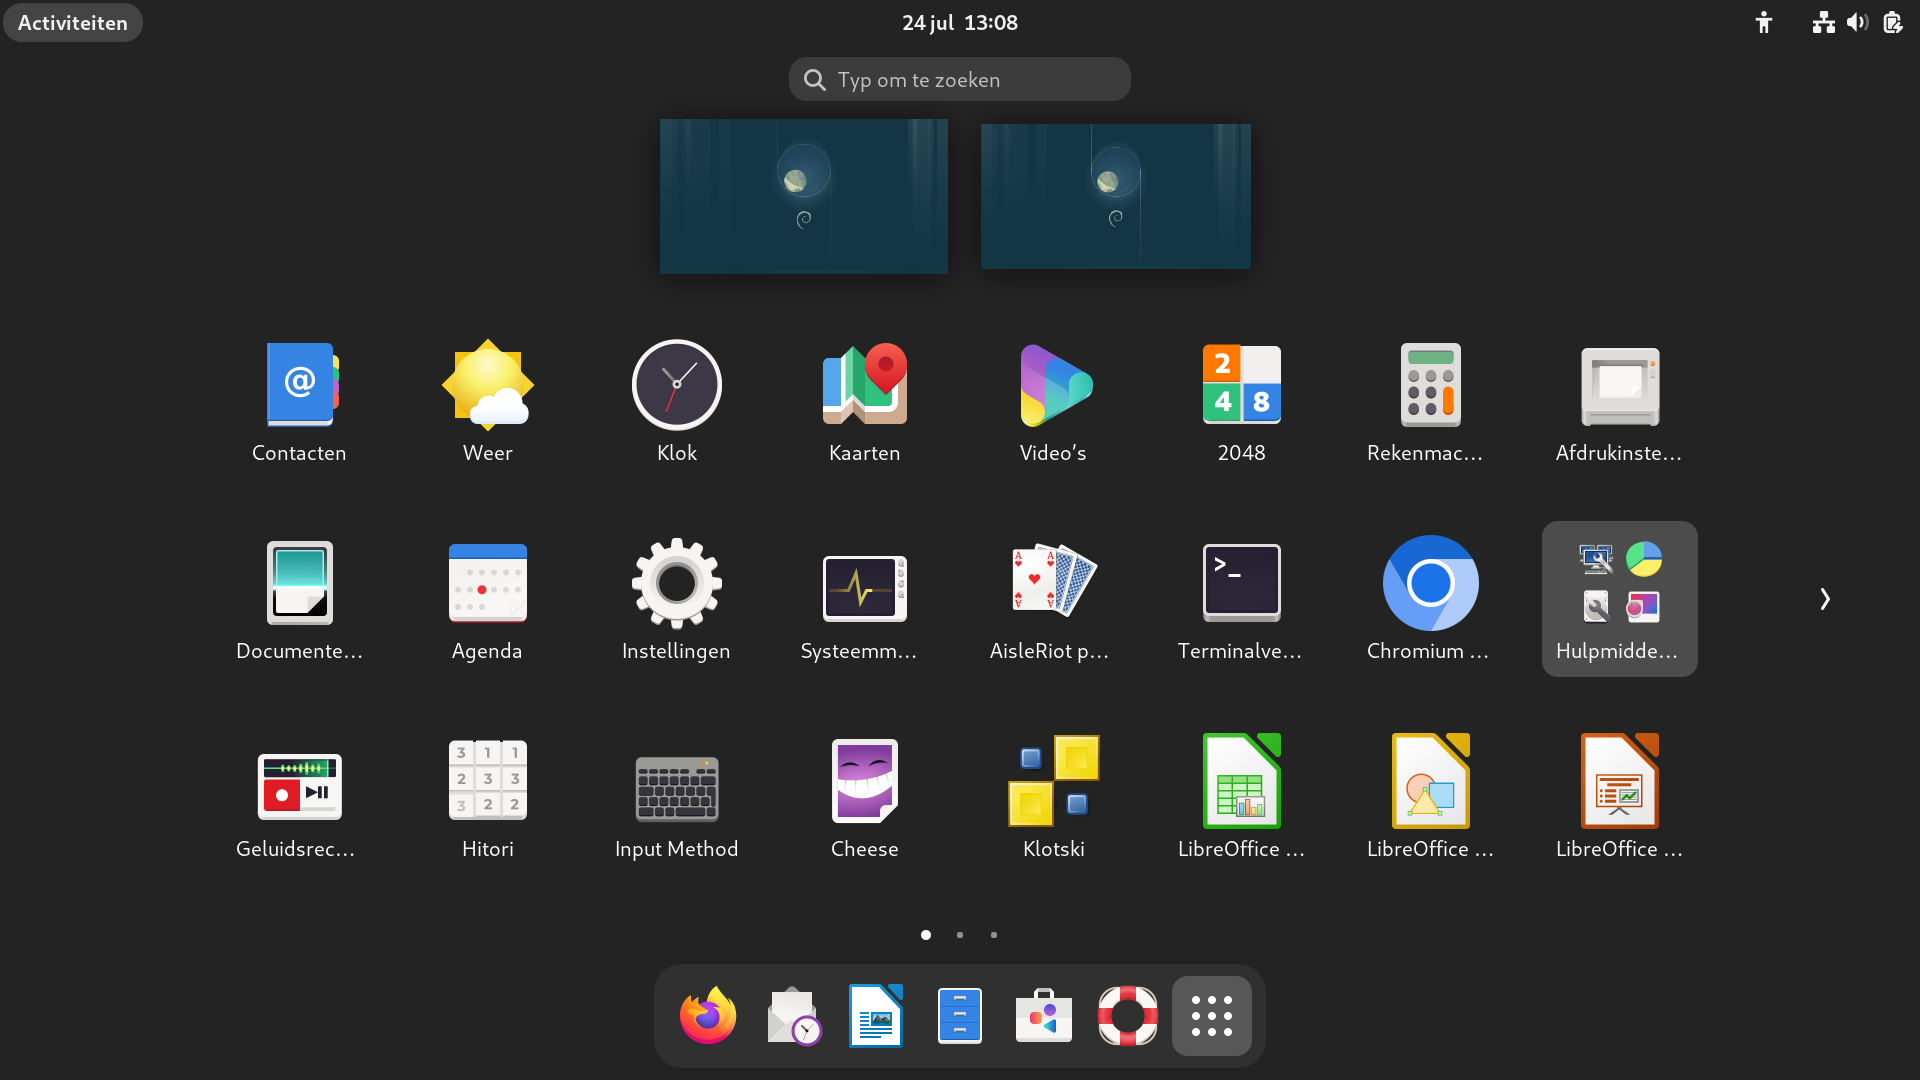 Activiteiten
24 jul 13:08
Typ om te zoeken
Contacten
Weer
Klok
Kaarten
Video's
2048
Rekenmac...
Afdrukinste...
Documente...
Agenda
Instellingen
Systeemm...
AisleRiot p...
Terminalve...
Chromium ...
Hulpmidde...
Geluidsrec...
Hitori
Input Method
Cheese
Klotski
LibreOffice ...
LibreOffice ...
LibreOffice ...